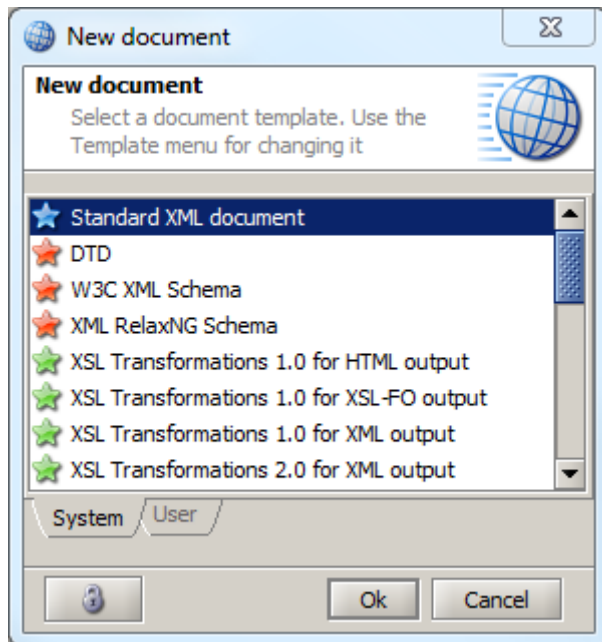 New document
New document
Select a document template. Use the
Template menu for changing it
Standard XML document
DTD
W3C XML Schema
XML RelaxNG Schema
XSL Transformations 1.0 for HTML output
XSL Transformations 1.0 for XSL-FO output
XSL Transformations 1.0 for XML output
XSL Transformations 2.0 for XML output
System User
Ok Cancel